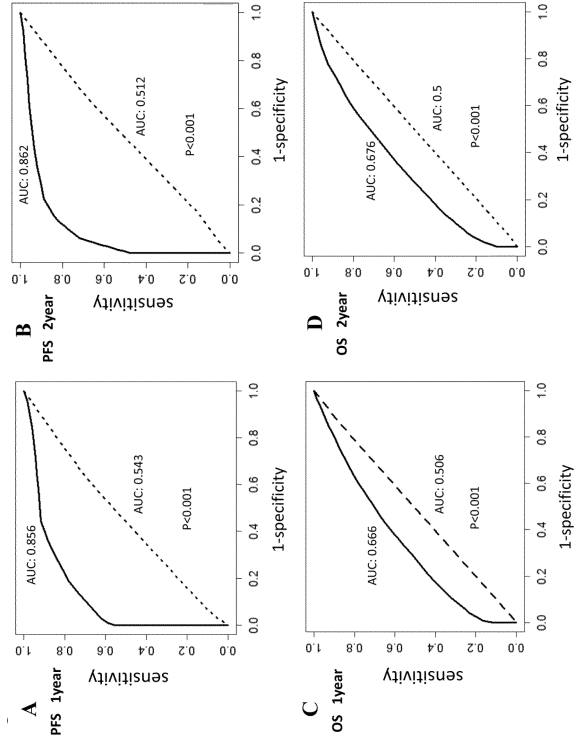 A
PFS 1year
sensitivity
0.0 0.2 0.4 0.6 0.8 1.0
AUC: 0.856
AUC: 0.543
P<0.001
0.0 0.2 0.4 0.6 0.8 1.0
1-specificity
B
PFS 2year
sensitivity
0.0 0.2 0.4 0.6 0.8 1.0
AUC: 0.862
AUC: 0.512
P<0.001
0.0 0.2 0.4 0.6 0.8 1.0
1-specificity
C
OS 1year
sensitivity
0.0 0.2 0.4 0.6 0.8 1.0
AUC: 0.666
AUC: 0.506
P<0.001
0.0 0.2 0.4 0.6 0.8 1.0
1-specificity
D
OS 2year
sensitivity
0.0 0.2 0.4 0.6 0.8 1.0
AUC: 0.676
AUC: 0.5
P<0.001
0.0 0.2 0.4 0.6 0.8 1.0
1-specificity